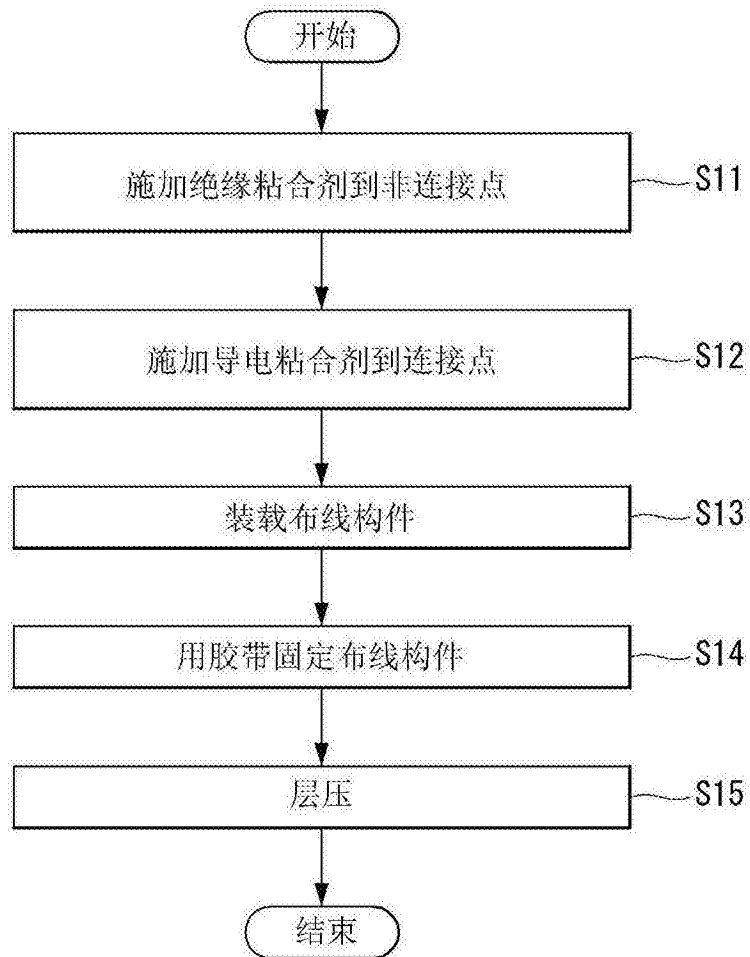 开始
施加绝缘粘合剂到非连接点
S11
施加导电粘合剂到连接点
S12
装载布线构件
S13
用胶带固定布线构件
S14
层压
S15
结束